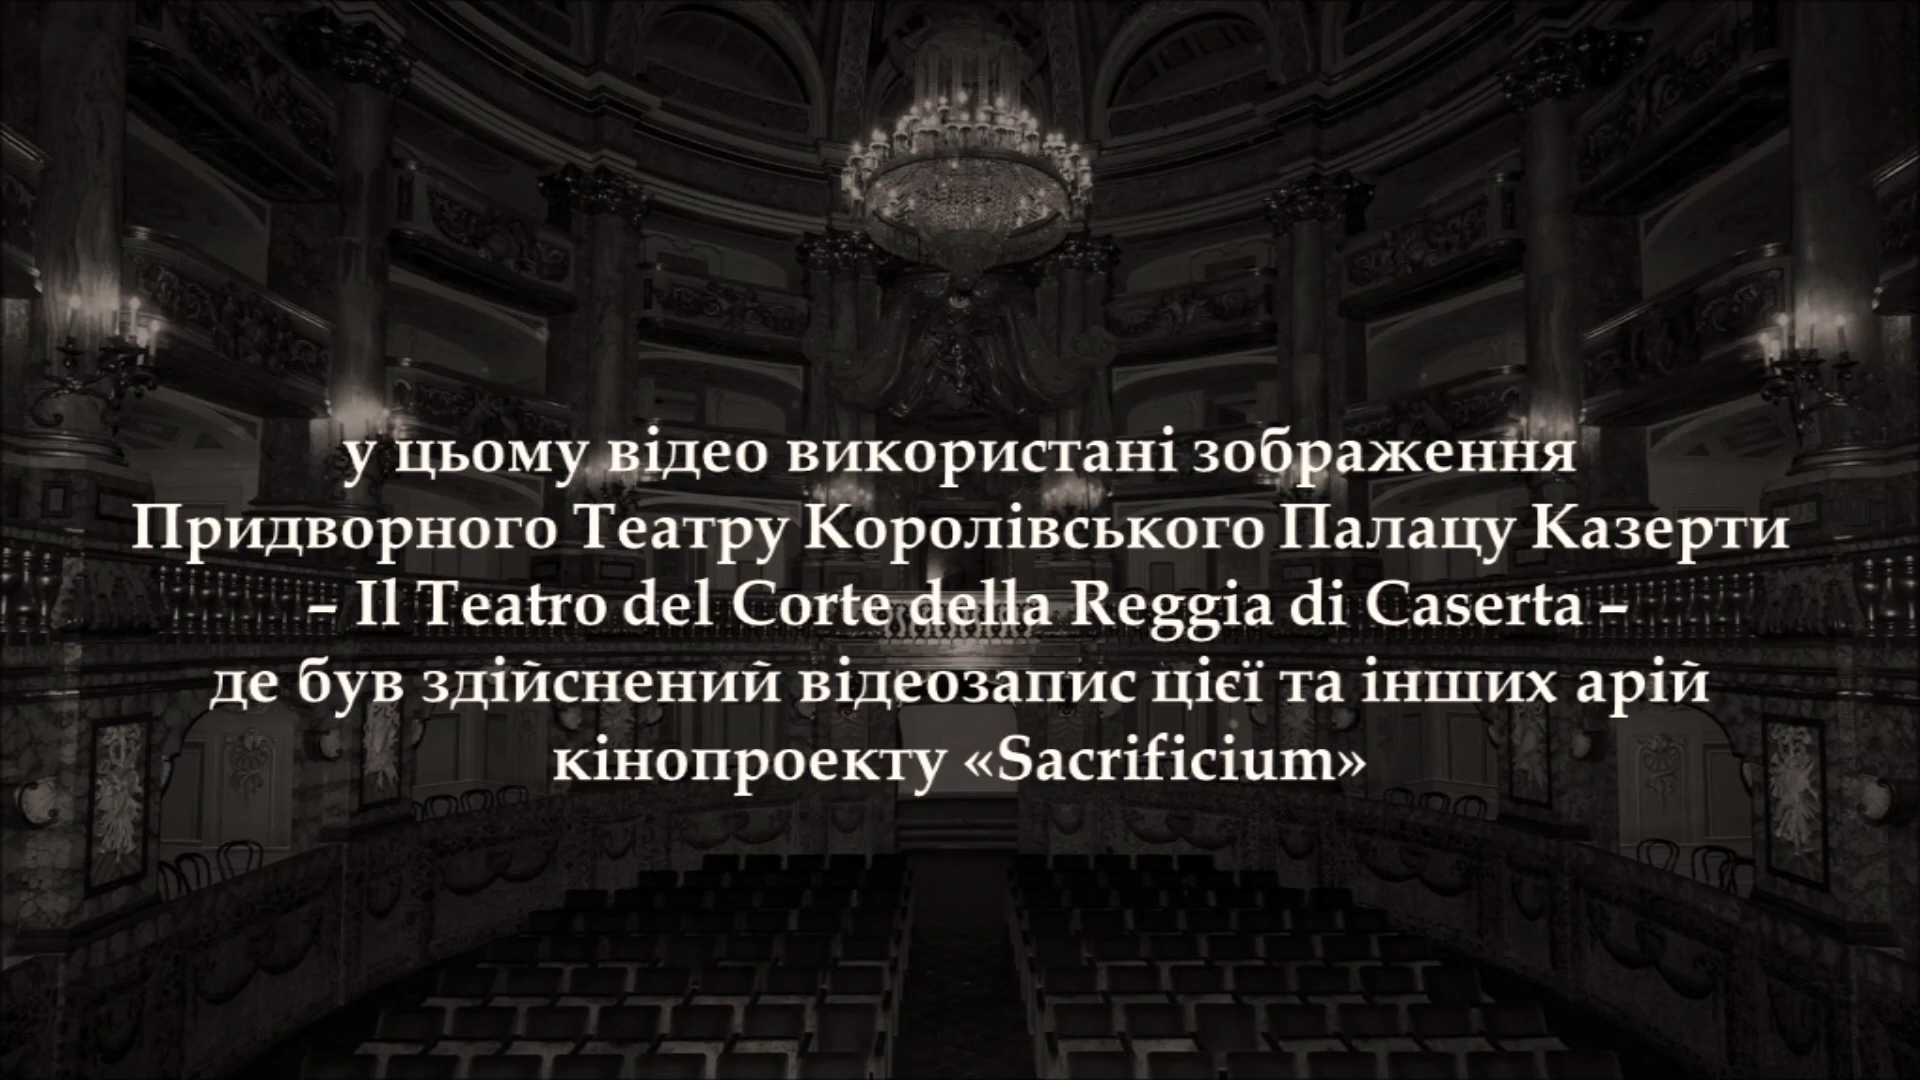 у цьому відео використані зображення
Придворного Театру Королівського Палацу Казерти
– Il Teatro del Corte della Reggia di Caserta –
де був здійснений відеозапис цієї та інших арій
кінопроекту «Sacrificium»